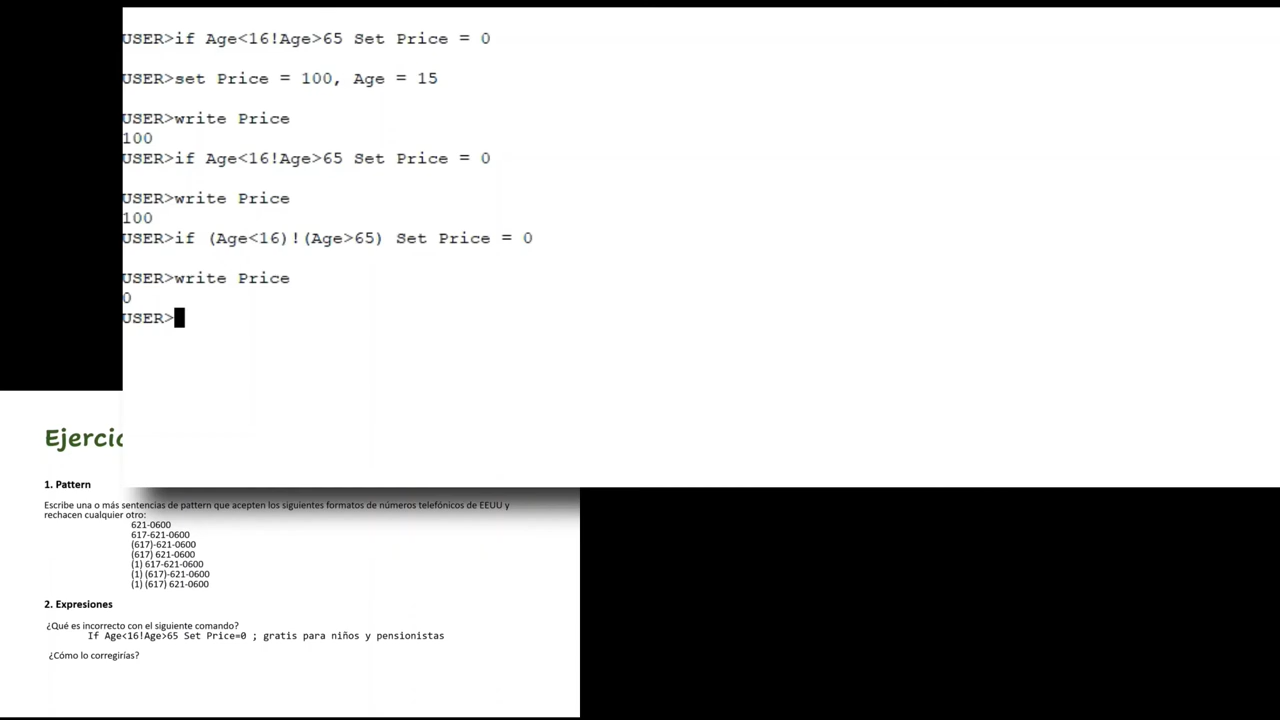 USER>if Age<16!Age>65 Set Price = 0
USER>set Price = 100, Age = 15
USER>write Price
100
USER>if Age<16!Age>65 Set Price = 0
USER>write Price
100
USER>if (Age<16)!(Age>65) Set Price = 0
USER>write Price
0
USER>
Ejercic
1. Pattern
Escribe una o más sentencias de pattern que acepten los siguientes formatos de números telefónicos de EEUU y
rechacen cualquier otro:
621-0600
617-621-0600
(617)-621-0600
(617) 621-0600
(1) 617-621-0600
(1) (617)-621-0600
(1) (617) 621-0600
2. Expresiones
¿Qué es incorrecto con el siguiente comando?
If Age<16!Age>65 Set Price=0 ; gratis para niños y pensionistas
¿Cómo lo corregirías?